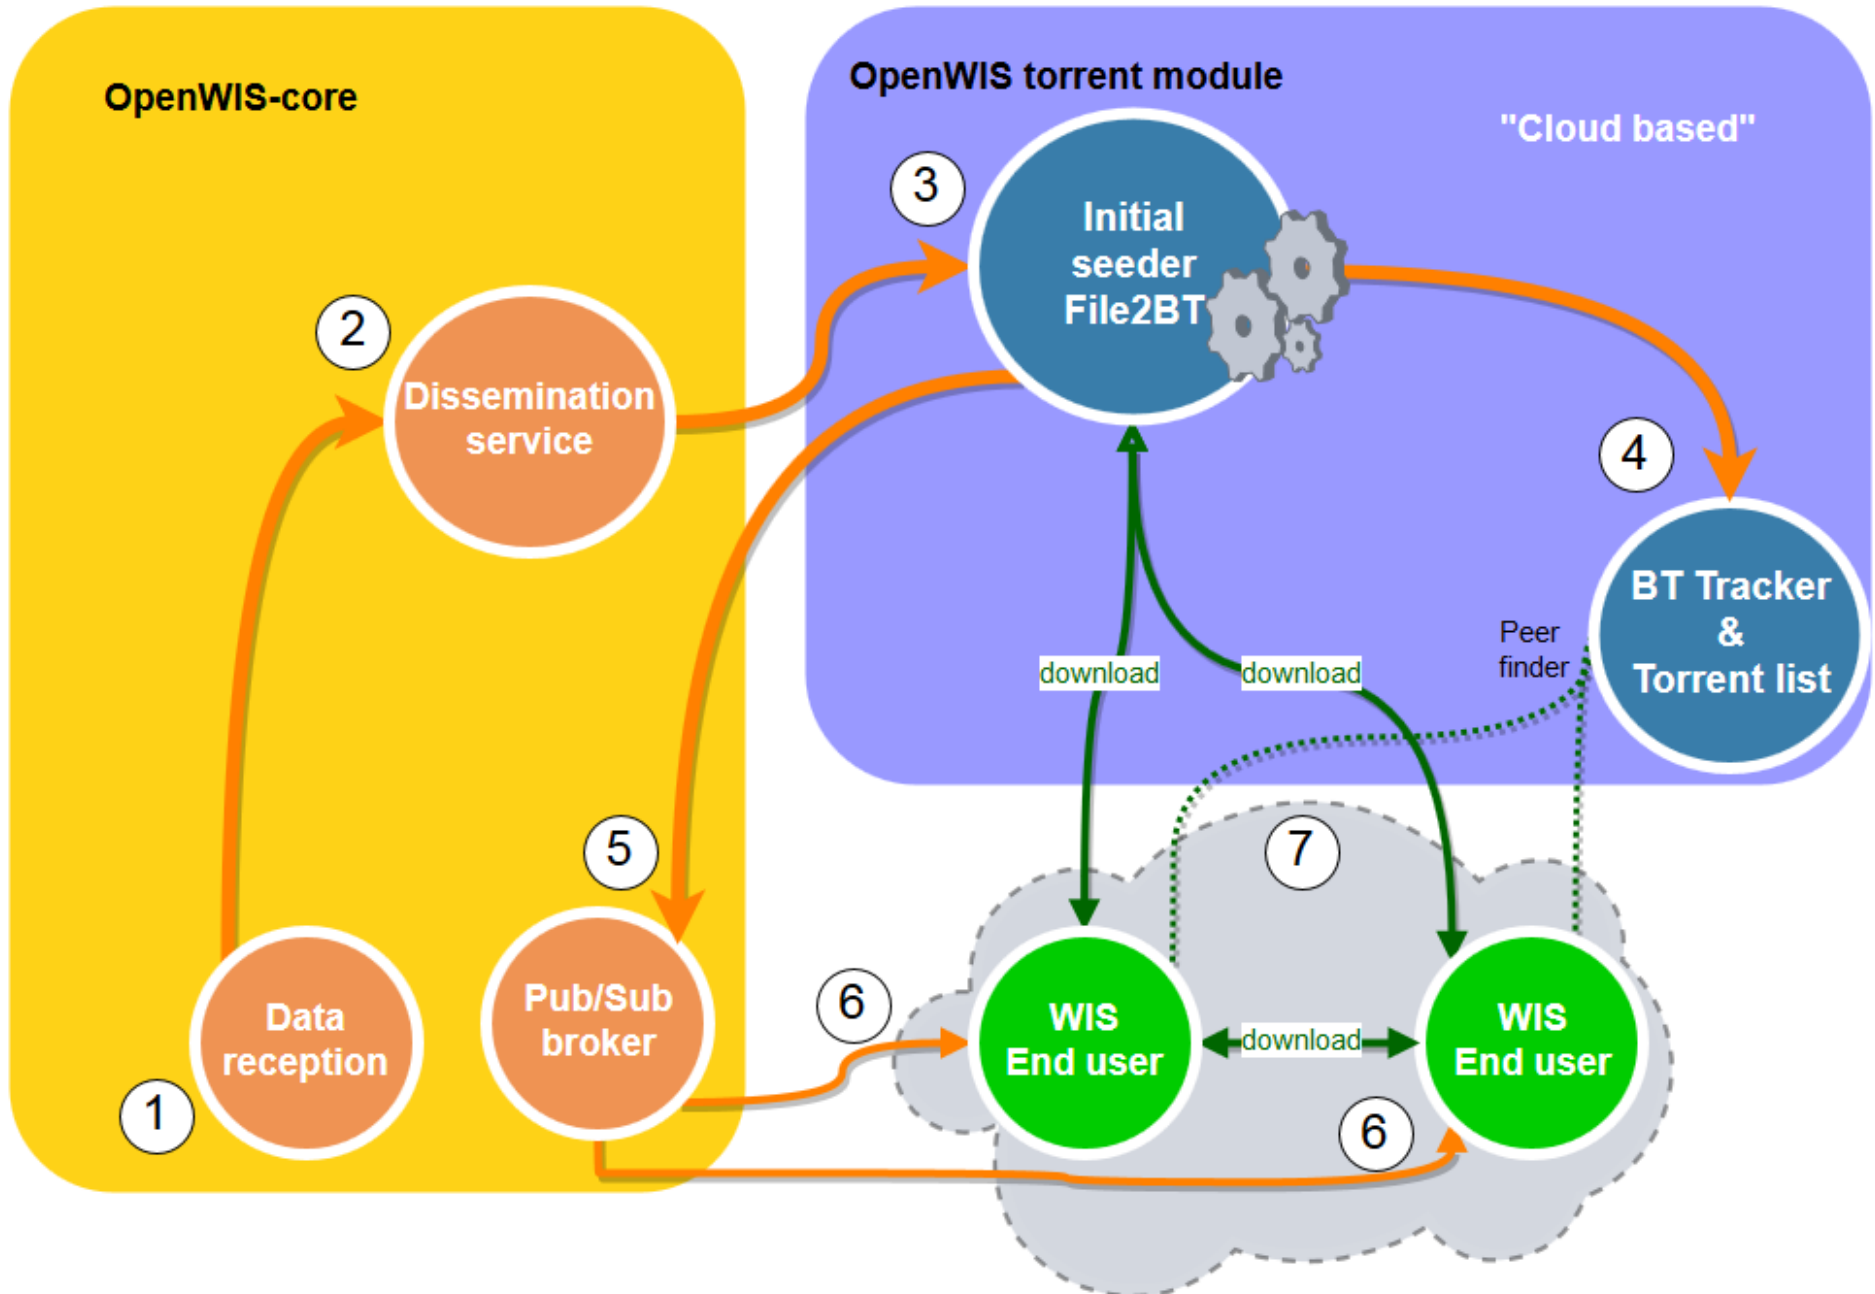 OpenWIS-core
OpenWIS torrent module
"Cloud based"
3
Initial
seeder
File2BT
2
Dissemination
service
4
BT Tracker
&
Torrent list
Peer
finder
download
download
5
7
Pub/Sub
broker
6
Data
reception
1
WIS
End user
download
WIS
End user
6